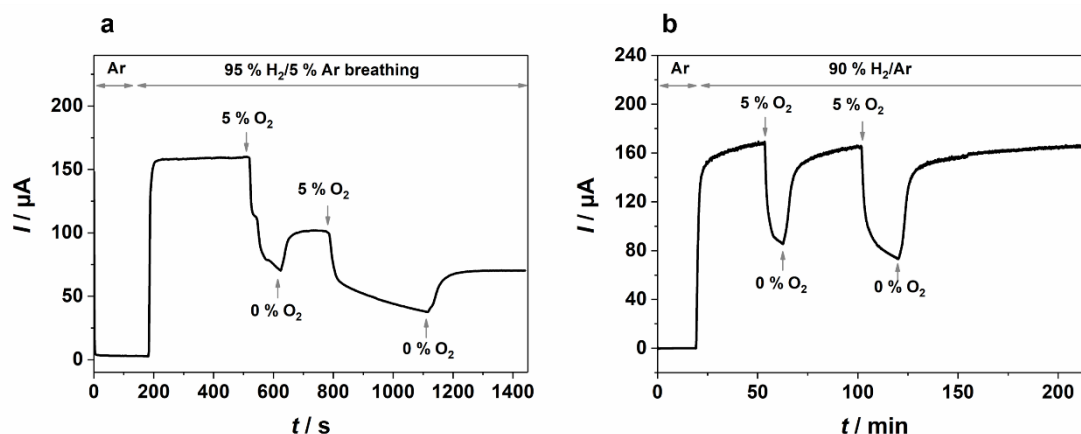 a
Ar
95 % H₂/5 % Ar breathing
5 % O₂
5 % O₂
0 % O₂
0 % O₂
I / µA
200
150
100
50
0
0 200 400 600 800 1000 1200 1400
t / s
b
Ar
90 % H₂/Ar
5 % O₂
5 % O₂
0 % O₂
0 % O₂
I / µA
240
200
160
120
80
40
0
0 50 100 150 200
t / min